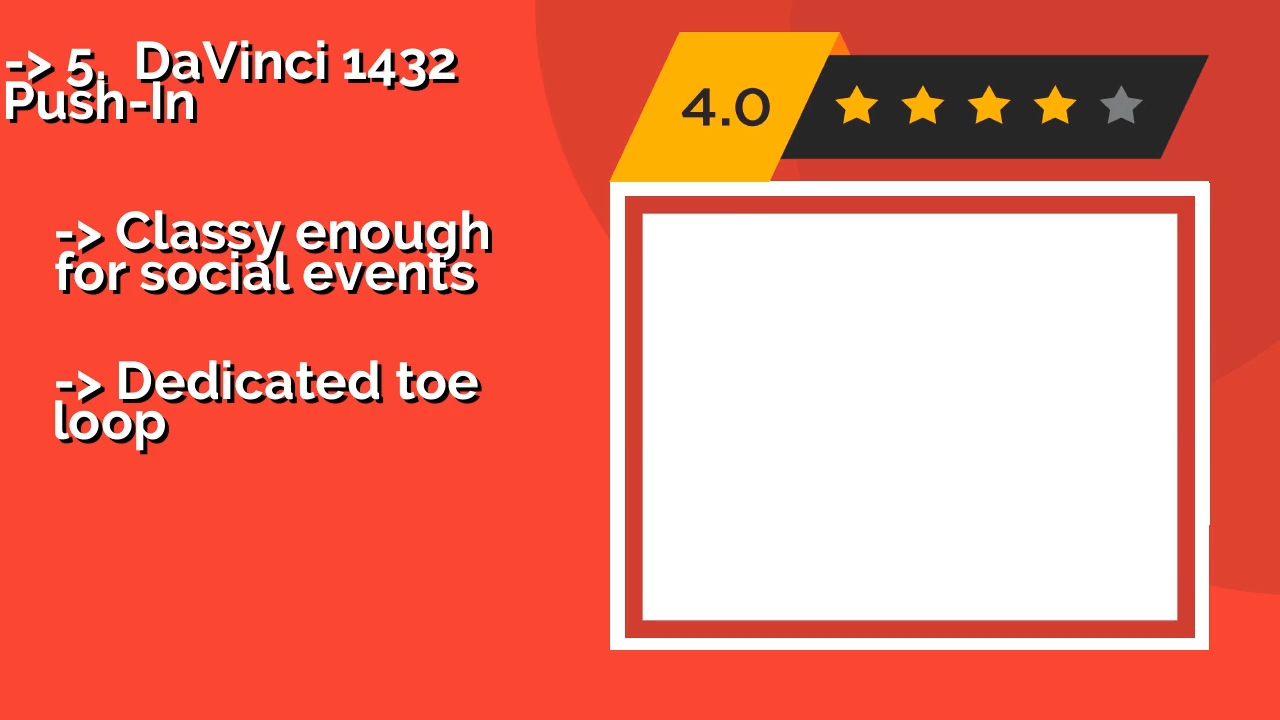 -> 5.  DaVinci 1432
Push-In
4.0
-> Classy enough
for social events
-> Dedicated toe
loop